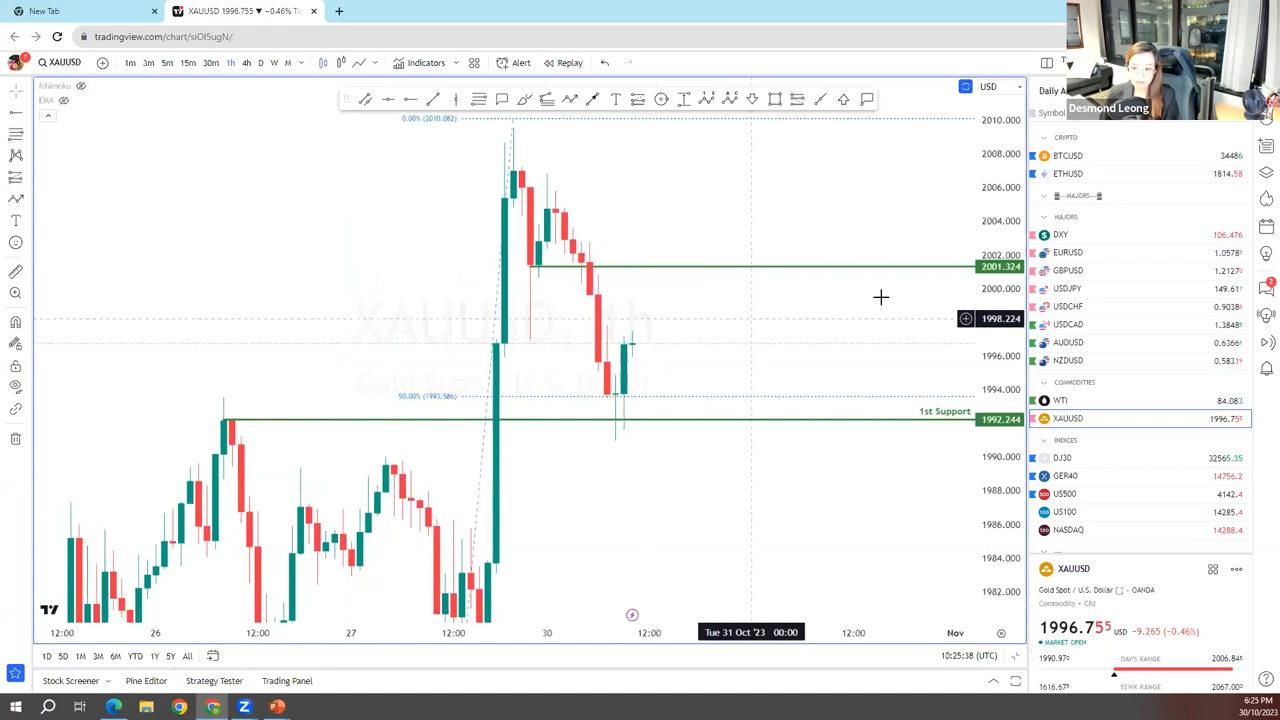 New Tab
XAUUSD 1996.755 ▼ −0.46%
tradingview.com/chart/siOI5ugN/
XAUUSD
1m 3m 5m 15m 30m 1h 4h D W M
Indicators
Alert
Replay
Desmond Leong
Ichimoku
EMA
USD
0.00% (2010.082)
50.00% (1993.586)
1st Support
XAUUSD, 1h
Gold Spot / U.S. Dollar
2010.000
2008.000
2006.000
2004.000
2002.000
2001.324
2000.000
1998.224
1996.000
1994.000
1992.244
1990.000
1988.000
1986.000
1984.000
1982.000
12:00 26 12:00 27 12:00 30 12:00 Tue 31 Oct '23 00:00 12:00 Nov
1D 5D 1M 3M 6M YTD 1Y 5Y All
10:25:38 (UTC)
Stock Screener Pine Editor Strategy Tester Trading Panel
Symbol
CRYPTO
BTCUSD 34486
ETHUSD 1814.58
MAJORS
MAJORS
DXY 106.476
EURUSD 1.0578
GBPUSD 1.2127
USDJPY 149.61
USDCHF 0.9038
USDCAD 1.3848
AUDUSD 0.6366
NZDUSD 0.58319
COMMODITIES
WTI 84.083
XAUUSD 1996.755
INDICES
DJ30 32565.35
GER40 14756.2
US500 4142.4
US100 14285.4
NASDAQ 14288.4
XAUUSD
Gold Spot / U.S. Dollar OANDA
Commodity • Cfd
1996.755 USD −9.265 (−0.46%)
MARKET OPEN
1990.970 DAY'S RANGE 2006.845
1616.675 52WK RANGE 2067.000
6:25 PM
30/10/2023